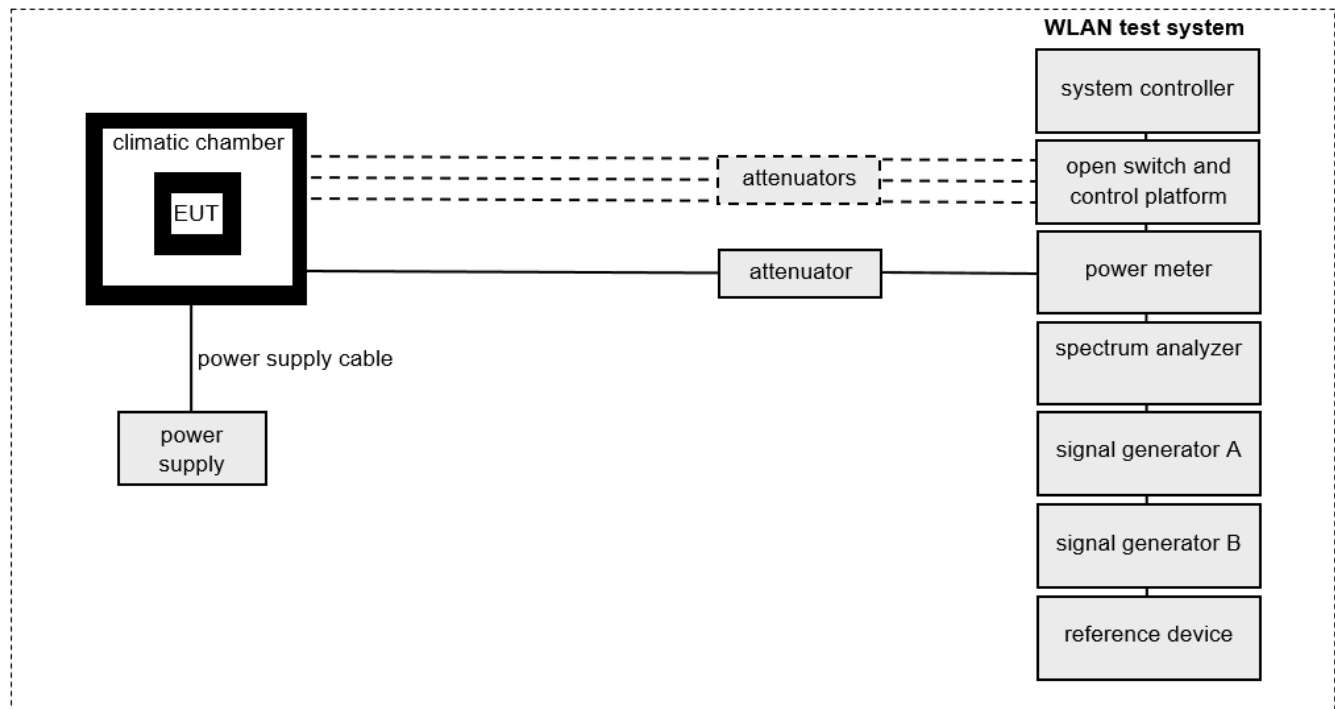 WLAN test system
system controller
climatic chamber
EUT
attenuators
open switch and
control platform
attenuator
power meter
power supply cable
spectrum analyzer
power
supply
signal generator A
signal generator B
reference device